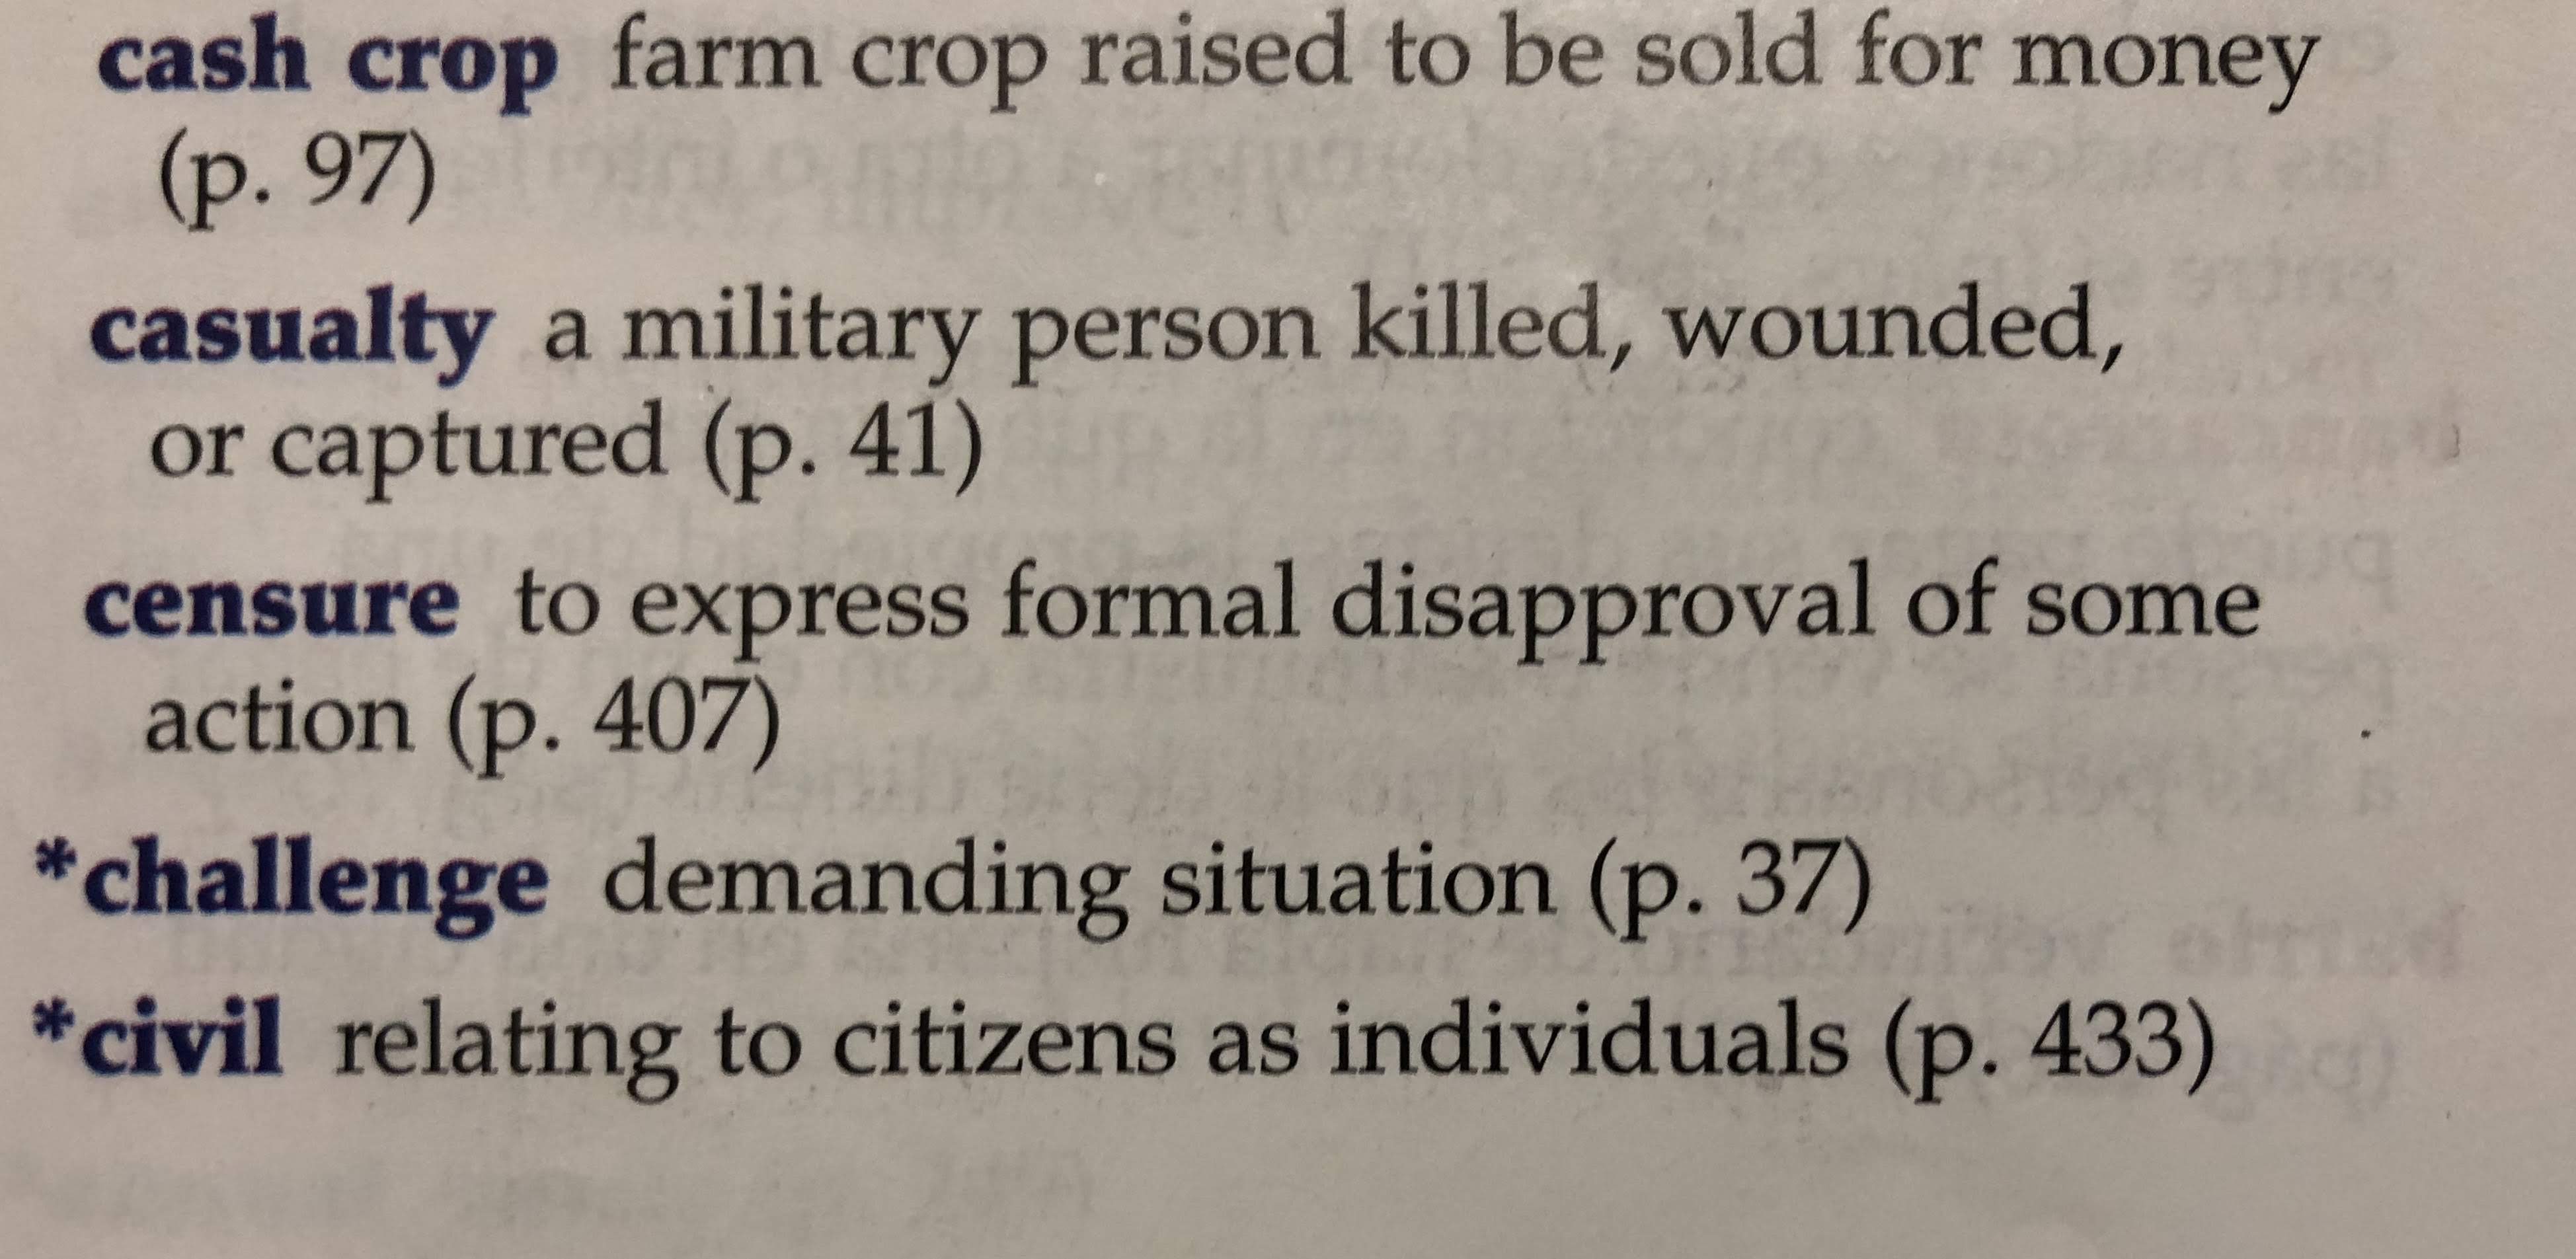 cash crop farm crop raised to be sold for money
(p. 97)
casualty a military person killed, wounded,
or captured (p. 41)
censure to express formal disapproval of some
action (p. 407)
*challenge demanding situation (p. 37)
*civil relating to citizens as individuals (p. 433)